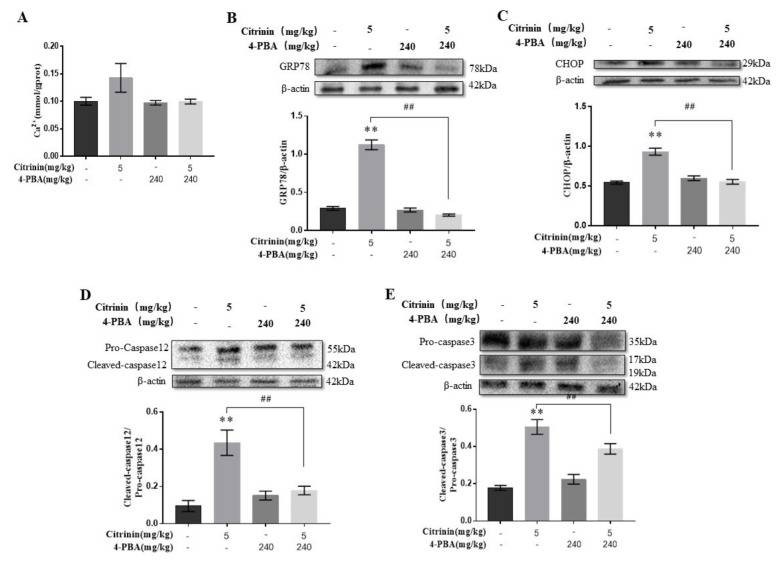 A
Ca2+(mmol/gprot)
0.20
0.15
0.10
0.05
0.00
Citrinin(mg/kg) - 5 - 5
4-PBA(mg/kg) - - 240 240
B
Citrinin (mg/kg) - 5 - 5
4-PBA (mg/kg) - - 240 240
GRP78 78kDa
β-actin 42kDa
GRP78/β-actin
1.5
1.0
0.5
0.0
**
##
Citrinin(mg/kg) - 5 - 5
4-PBA(mg/kg) - - 240 240
C
Citrinin (mg/kg) - 5 - 5
4-PBA (mg/kg) - - 240 240
CHOP 29kDa
β-actin 42kDa
CHOP/β-actin
1.5
1.0
0.5
0.0
**
##
Citrinin(mg/kg) - 5 - 5
4-PBA(mg/kg) - - 240 240
D
Citrinin (mg/kg) - 5 - 5
4-PBA (mg/kg) - - 240 240
Pro-Caspase12 55kDa
Cleaved-caspase12 42kDa
β-actin 42kDa
Cleaved-caspase12/
Pro-caspase12
0.6
0.4
0.2
0.0
**
##
Citrinin(mg/kg) - 5 - 5
4-PBA(mg/kg) - - 240 240
E
Citrinin (mg/kg) - 5 - 5
4-PBA (mg/kg) - - 240 240
Pro-caspase3 35kDa
Cleaved-caspase3 17kDa
19kDa
β-actin 42kDa
Cleaved-caspase3/
Pro-caspase3
0.6
0.4
0.2
0.0
**
##
Citrinin(mg/kg) - 5 - 5
4-PBA(mg/kg) - - 240 240